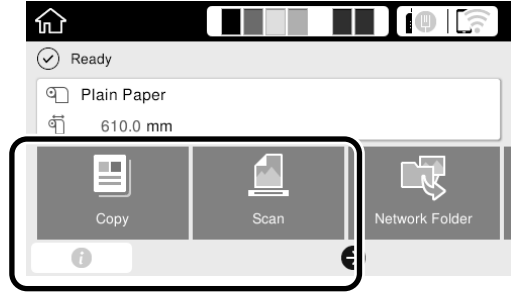 Ready
Plain Paper
610.0 mm
Copy
Scan
Network Folder